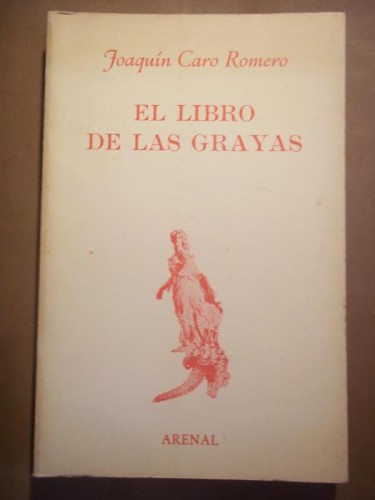 Joaquín Caro Romero
EL LIBRO
DE LAS GRAYAS
ARENAL